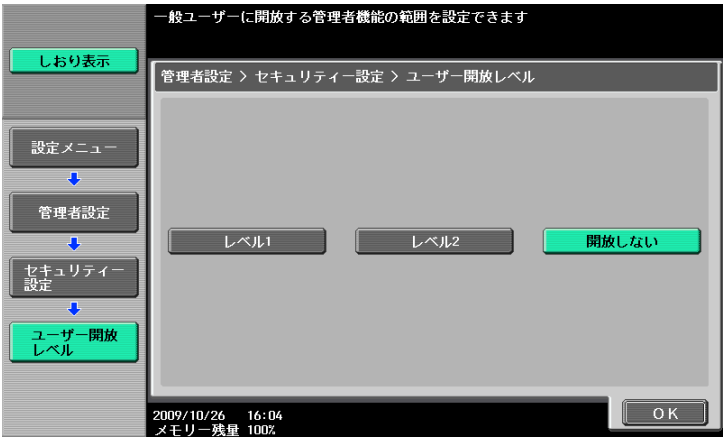 一般ユーザーに開放する管理者機能の範囲を設定できます
しおり表示
管理者設定 > セキュリティー設定 > ユーザー開放レベル
設定メニュー
管理者設定
セキュリティー
設定
ユーザー開放
レベル
レベル1
レベル2
開放しない
2009/10/26 16:04
メモリー残量 100%
OK